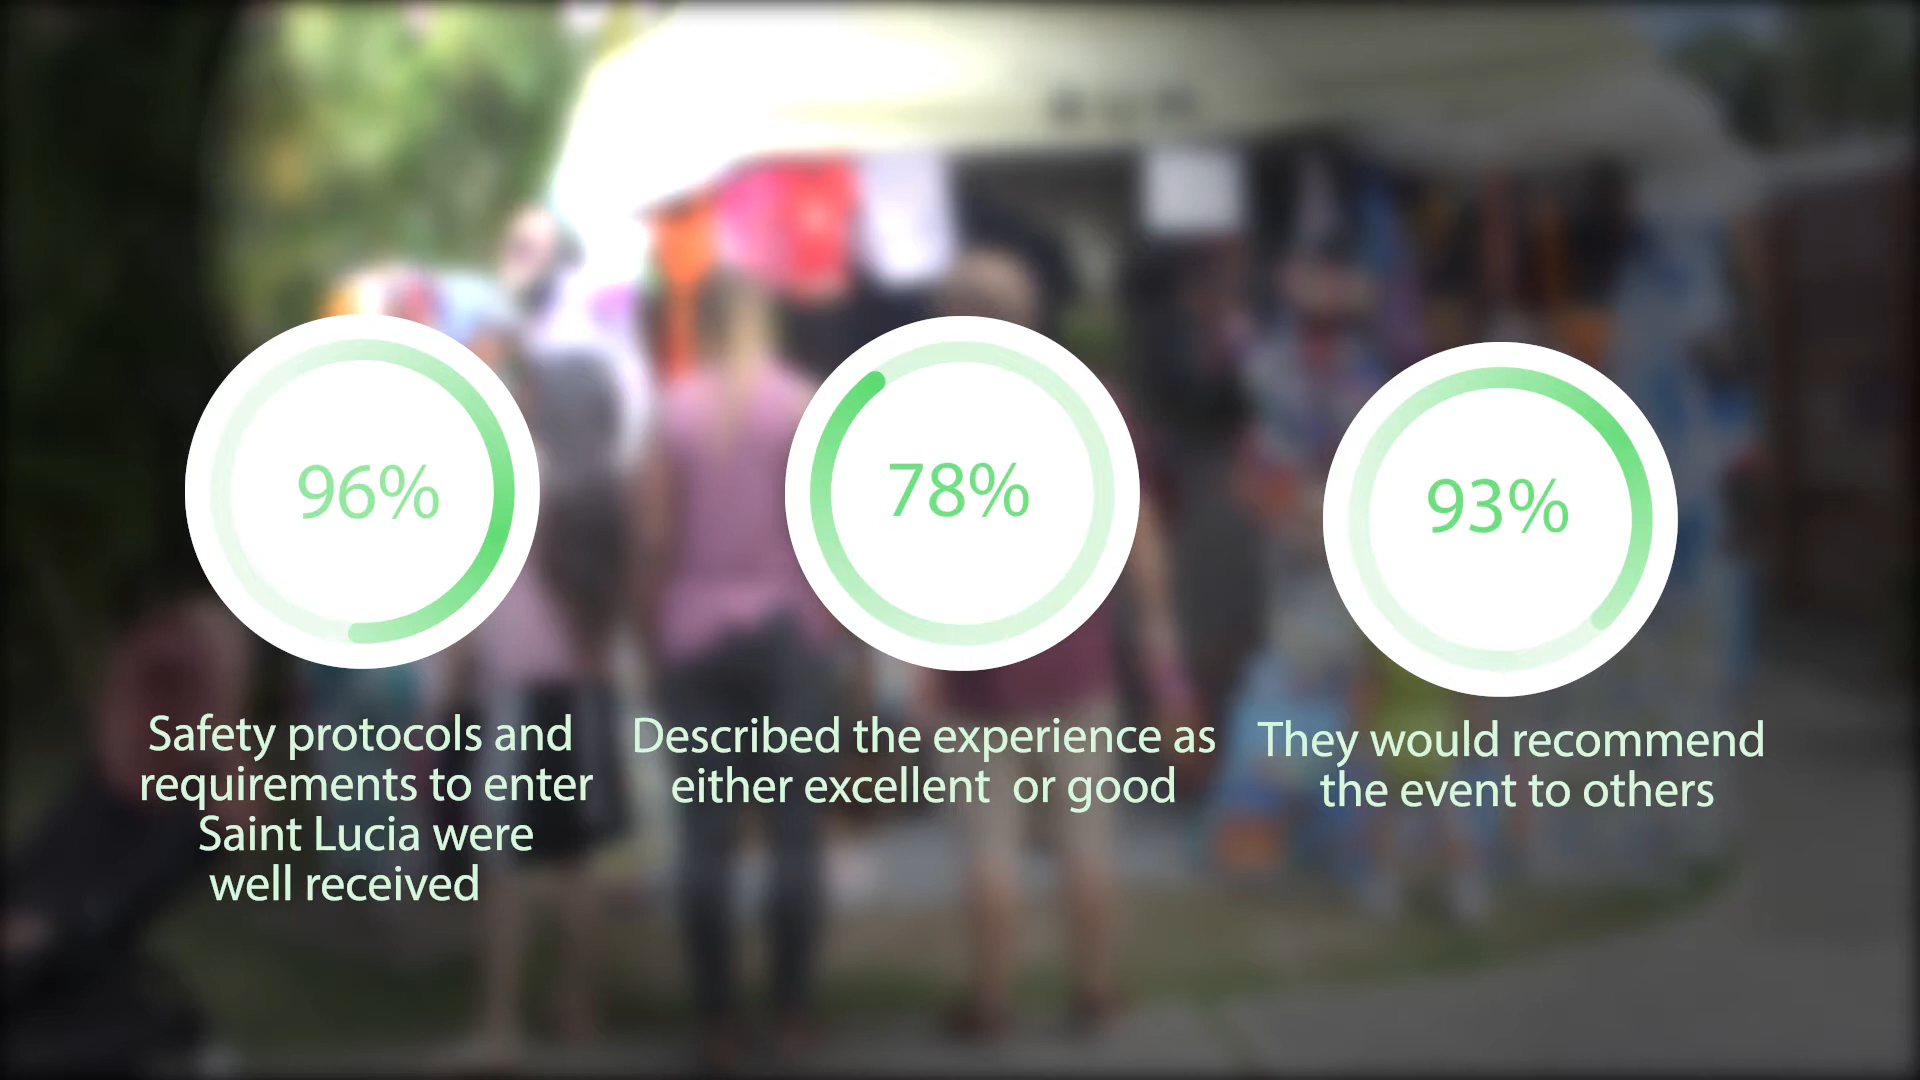 96%
Safety protocols and
requirements to enter
Saint Lucia were
well received
78%
Described the experience as
either excellent  or good
93%
They would recommend
the event to others